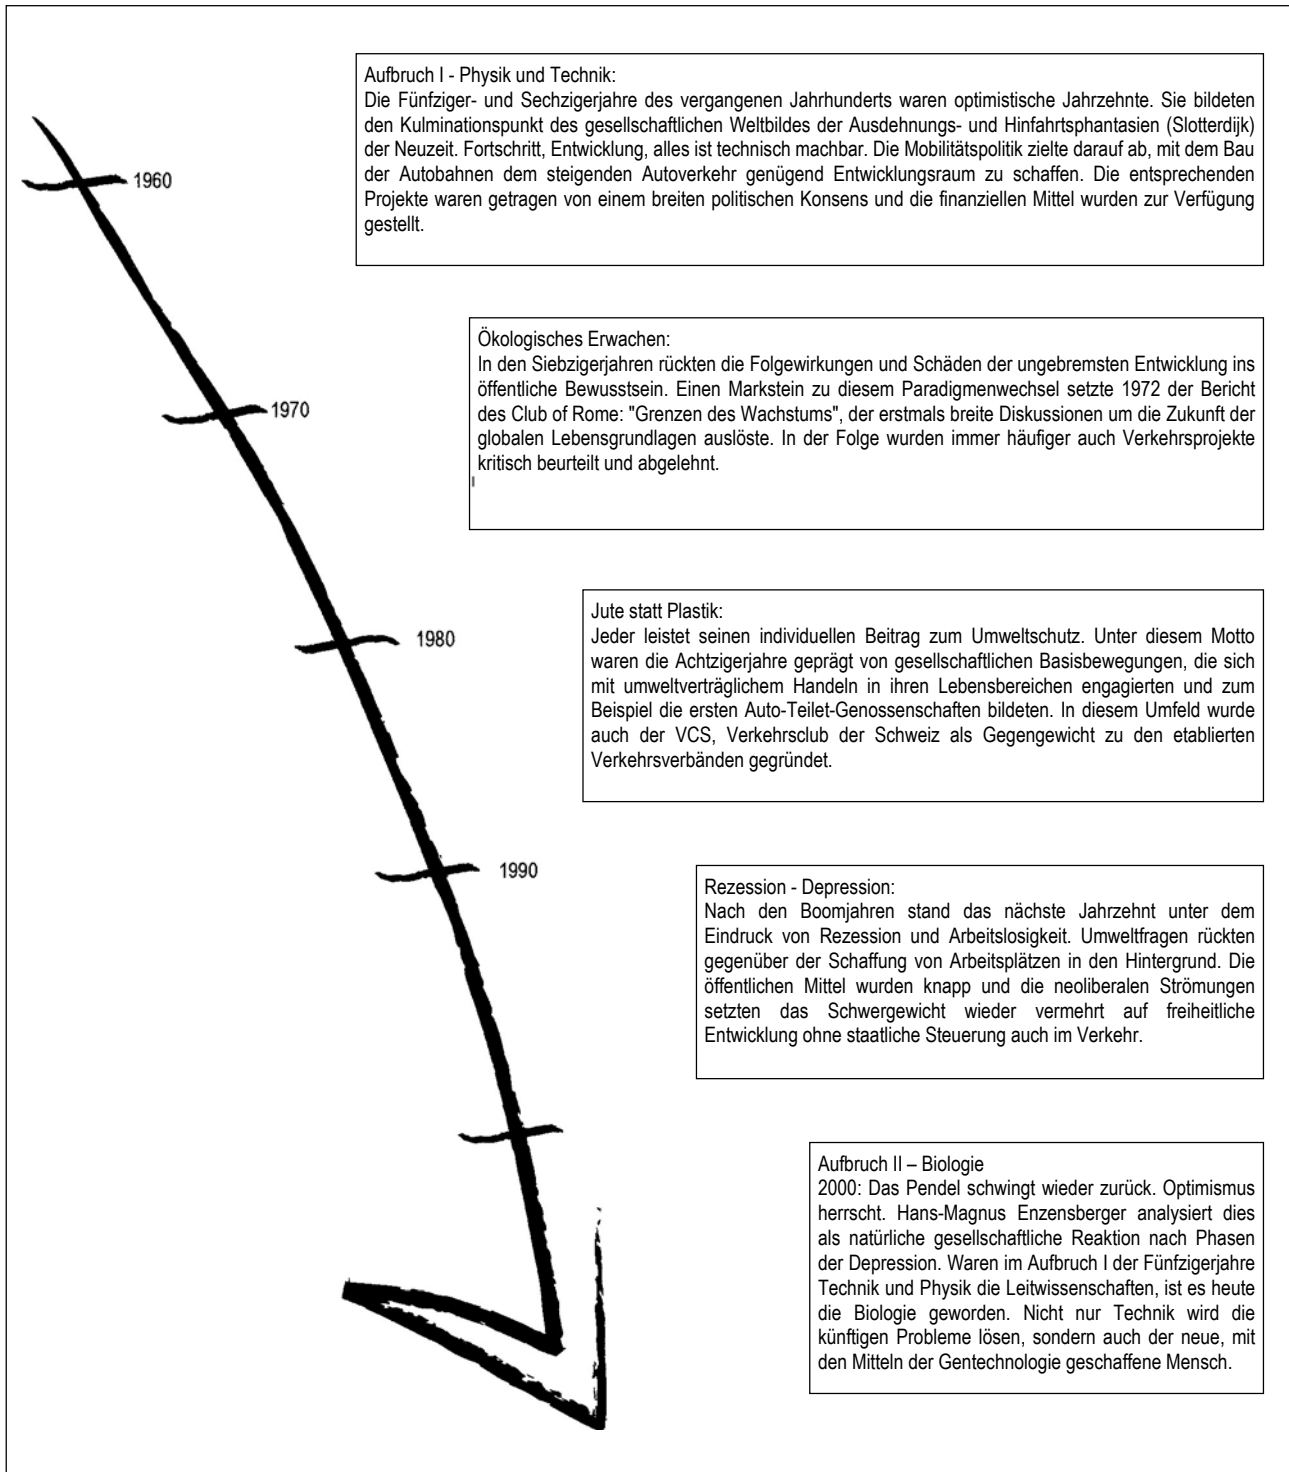 Aufbruch I - Physik und Technik:
Die Fünfziger- und Sechzigerjahre des vergangenen Jahrhunderts waren optimistische Jahrzehnte. Sie bildeten
den Kulminationspunkt des gesellschaftlichen Weltbildes der Ausdehnungs- und Hinfahrtsphantasien (Slotterdijk)
der Neuzeit. Fortschritt, Entwicklung, alles ist technisch machbar. Die Mobilitätspolitik zielte darauf ab, mit dem Bau
der Autobahnen dem steigenden Autoverkehr genügend Entwicklungsraum zu schaffen. Die entsprechenden
Projekte waren getragen von einem breiten politischen Konsens und die finanziellen Mittel wurden zur Verfügung
gestellt.
1960
Ökologisches Erwachen:
In den Siebzigerjahren rückten die Folgewirkungen und Schäden der ungebremsten Entwicklung ins
öffentliche Bewusstsein. Einen Markstein zu diesem Paradigmenwechsel setzte 1972 der Bericht
des Club of Rome: "Grenzen des Wachstums", der erstmals breite Diskussionen um die Zukunft der
globalen Lebensgrundlagen auslöste. In der Folge wurden immer häufiger auch Verkehrsprojekte
kritisch beurteilt und abgelehnt.
1970
Jute statt Plastik:
Jeder leistet seinen individuellen Beitrag zum Umweltschutz. Unter diesem Motto
waren die Achtzigerjahre geprägt von gesellschaftlichen Basisbewegungen, die sich
mit umweltverträglichem Handeln in ihren Lebensbereichen engagierten und zum
Beispiel die ersten Auto-Teilet-Genossenschaften bildeten. In diesem Umfeld wurde
auch der VCS, Verkehrsclub der Schweiz als Gegengewicht zu den etablierten
Verkehrsverbänden gegründet.
1980
Rezession - Depression:
Nach den Boomjahren stand das nächste Jahrzehnt unter dem
Eindruck von Rezession und Arbeitslosigkeit. Umweltfragen rückten
gegenüber der Schaffung von Arbeitsplätzen in den Hintergrund. Die
öffentlichen Mittel wurden knapp und die neoliberalen Strömungen
setzten das Schwergewicht wieder vermehrt auf freiheitliche
Entwicklung ohne staatliche Steuerung auch im Verkehr.
1990
Aufbruch II – Biologie
2000: Das Pendel schwingt wieder zurück. Optimismus
herrscht. Hans-Magnus Enzensberger analysiert dies
als natürliche gesellschaftliche Reaktion nach Phasen
der Depression. Waren im Aufbruch I der Fünfzigerjahre
Technik und Physik die Leitwissenschaften, ist es heute
die Biologie geworden. Nicht nur Technik wird die
künftigen Probleme lösen, sondern auch der neue, mit
den Mitteln der Gentechnologie geschaffene Mensch.